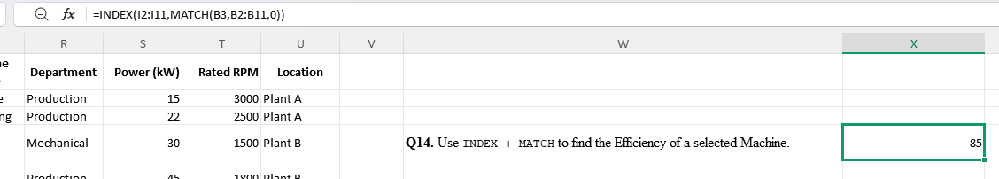 fx =INDEX(I2:I11,MATCH(B3,B2:B11,0))
R S T U V W X
Department Power (kW) Rated RPM Location
Production 15 3000 Plant A
ng Production 22 2500 Plant A
Mechanical 30 1500 Plant B Q14. Use INDEX + MATCH to find the Efficiency of a selected Machine. 85
Production 45 1800 Plant B